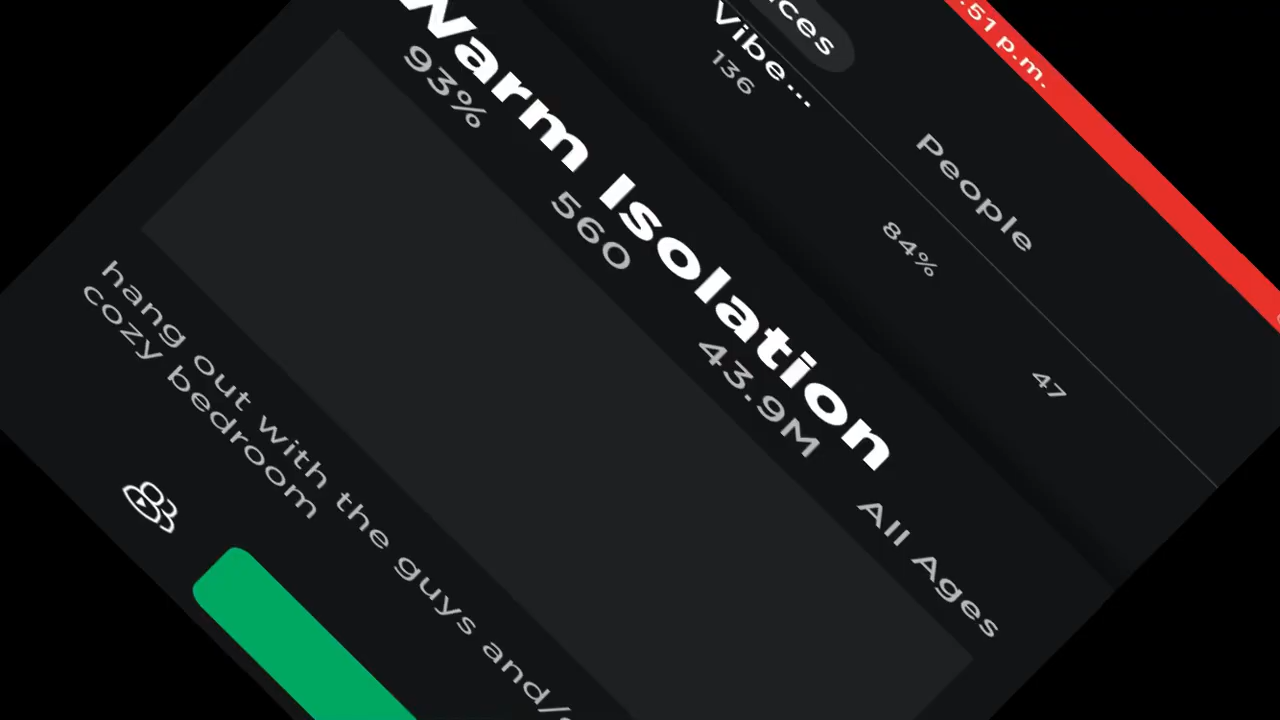 :51 p.m.
People
Vibe...
136
84%
47
Warm Isolation
93%
560
43.9M
All Ages
hang out with the guys
cozy bedroom